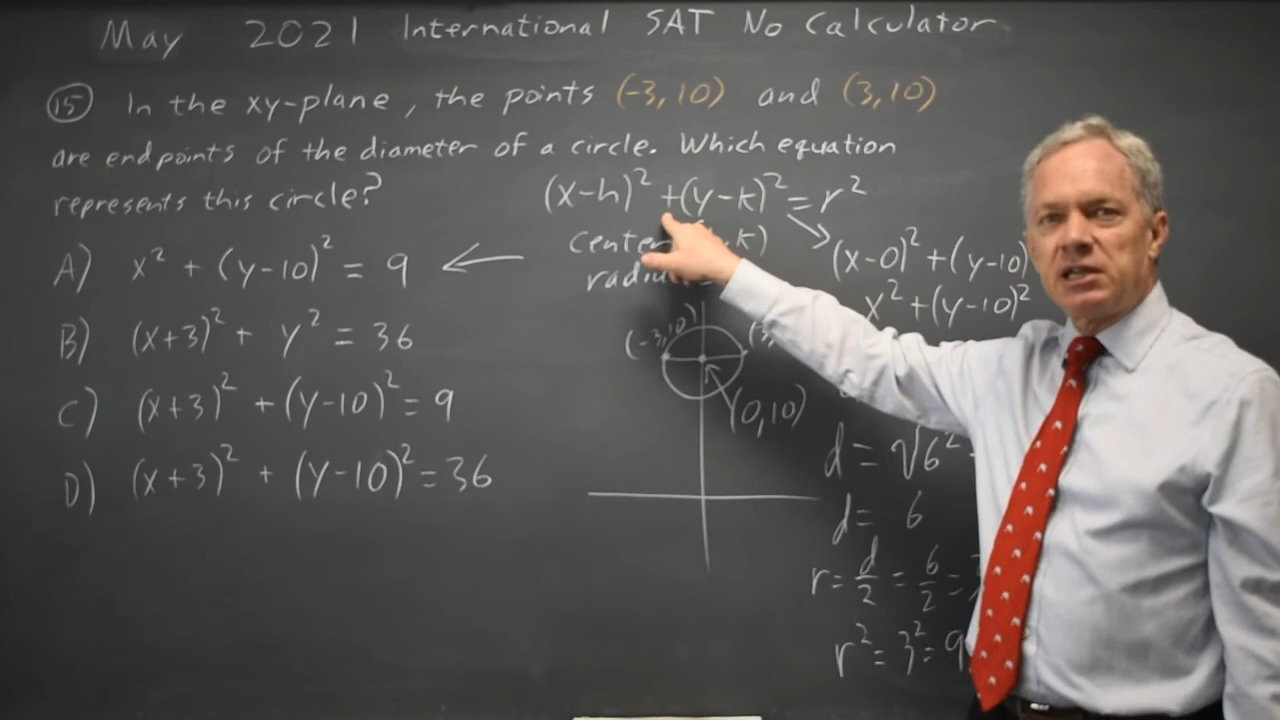 May 2021 International SAT No Calculator
15 In the xy-plane, the points (-3,10) and (3,10)
are endpoints of the diameter of a circle. Which equation
represents this circle?
(x-h)² +(y-k)² = r²
center k)
A) x² + (y-10)² = 9
B) (x+3)² + y² = 36
C) (x+3)² + (y-10)² = 9
D) (x+3)² + (y-10)² = 36
(-3,10)
(3,
(0,10)
(x-0)² +(y-10)
x² +(y-10)²
d = √6²
d = 6
r = d/2 = 6/2 =
r² = 3² = 9